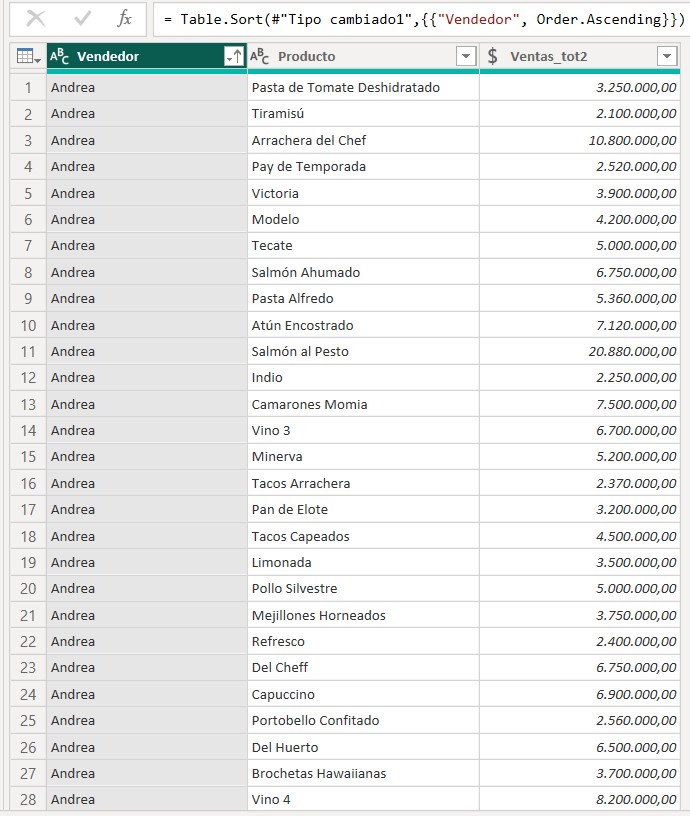 fx = Table.Sort(#"Tipo cambiado1",{{"Vendedor", Order.Ascending}})
ABC Vendedor ABC Producto $ Ventas_tot2
1 Andrea Pasta de Tomate Deshidratado 3.250.000,00
2 Andrea Tiramisú 2.100.000,00
3 Andrea Arrachera del Chef 10.800.000,00
4 Andrea Pay de Temporada 2.520.000,00
5 Andrea Victoria 3.900.000,00
6 Andrea Modelo 4.200.000,00
7 Andrea Tecate 5.000.000,00
8 Andrea Salmón Ahumado 6.750.000,00
9 Andrea Pasta Alfredo 5.360.000,00
10 Andrea Atún Encostrado 7.120.000,00
11 Andrea Salmón al Pesto 20.880.000,00
12 Andrea Indio 2.250.000,00
13 Andrea Camarones Momia 7.500.000,00
14 Andrea Vino 3 6.700.000,00
15 Andrea Minerva 5.200.000,00
16 Andrea Tacos Arrachera 2.370.000,00
17 Andrea Pan de Elote 3.200.000,00
18 Andrea Tacos Capeados 4.500.000,00
19 Andrea Limonada 3.500.000,00
20 Andrea Pollo Silvestre 5.000.000,00
21 Andrea Mejillones Horneados 3.750.000,00
22 Andrea Refresco 2.400.000,00
23 Andrea Del Cheff 6.750.000,00
24 Andrea Capuccino 6.900.000,00
25 Andrea Portobello Confitado 2.560.000,00
26 Andrea Del Huerto 6.500.000,00
27 Andrea Brochetas Hawaiianas 3.700.000,00
28 Andrea Vino 4 8.200.000,00